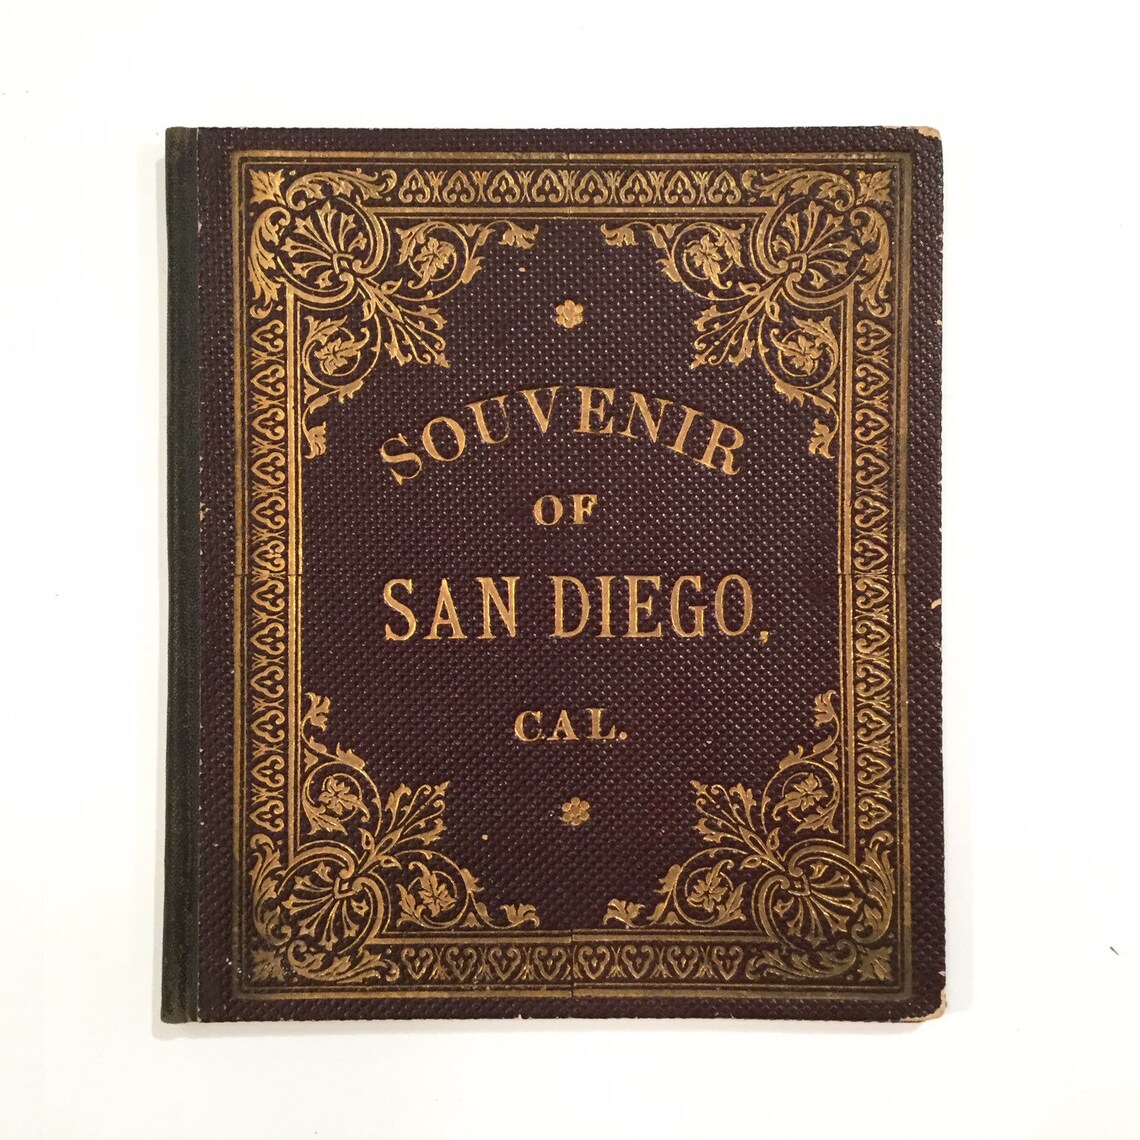 SOUVENIR
OF
SAN DIEGO,
CAL.